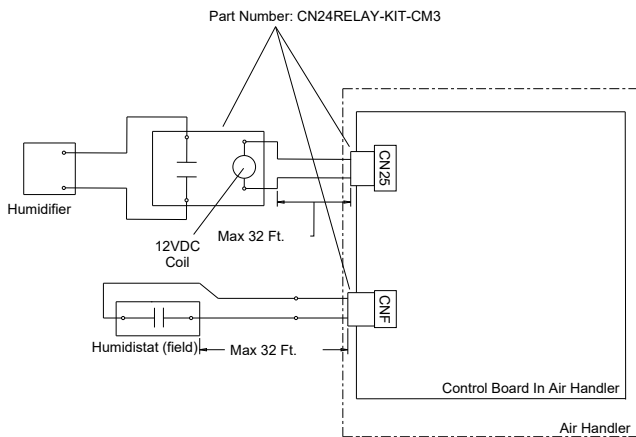 Part Number: CN24RELAY-KIT-CM3
CN25
Humidifier
12VDC
Coil
Max 32 Ft.
CNF
Humidistat (field)
Max 32 Ft.
Control Board In Air Handler
Air Handler